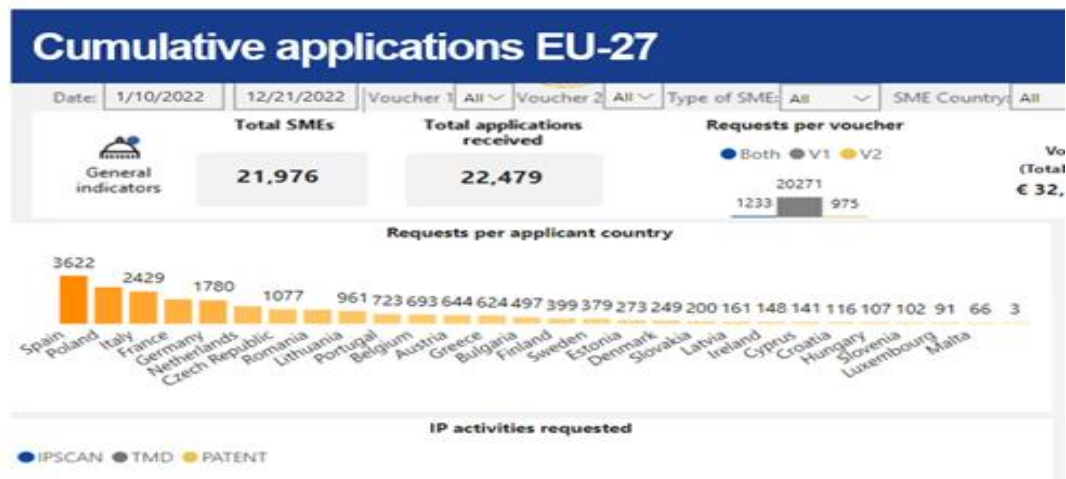 Cumulative applications EU-27
Date: 1/10/2022 12/21/2022 Voucher 1 All Voucher 2 All Type of SME: All SME Country: All
General indicators
Total SMEs
21,976
Total applications received
22,479
Requests per voucher
Both V1 V2
1233 20271 975
Vo
(Total
€ 32,
Requests per applicant country
3622 2429 1780 1077 961 723 693 644 624 497 399 379 273 249 200 161 148 141 116 107 102 91 66 3
Spain Poland Italy France Germany Netherlands Czech Republic Romania Lithuania Portugal Belgium Austria Greece Bulgaria Finland Sweden Estonia Denmark Slovakia Latvia Ireland Cyprus Croatia Hungary Slovenia Luxembourg Malta
IP activities requested
IPSCAN TMD PATENT